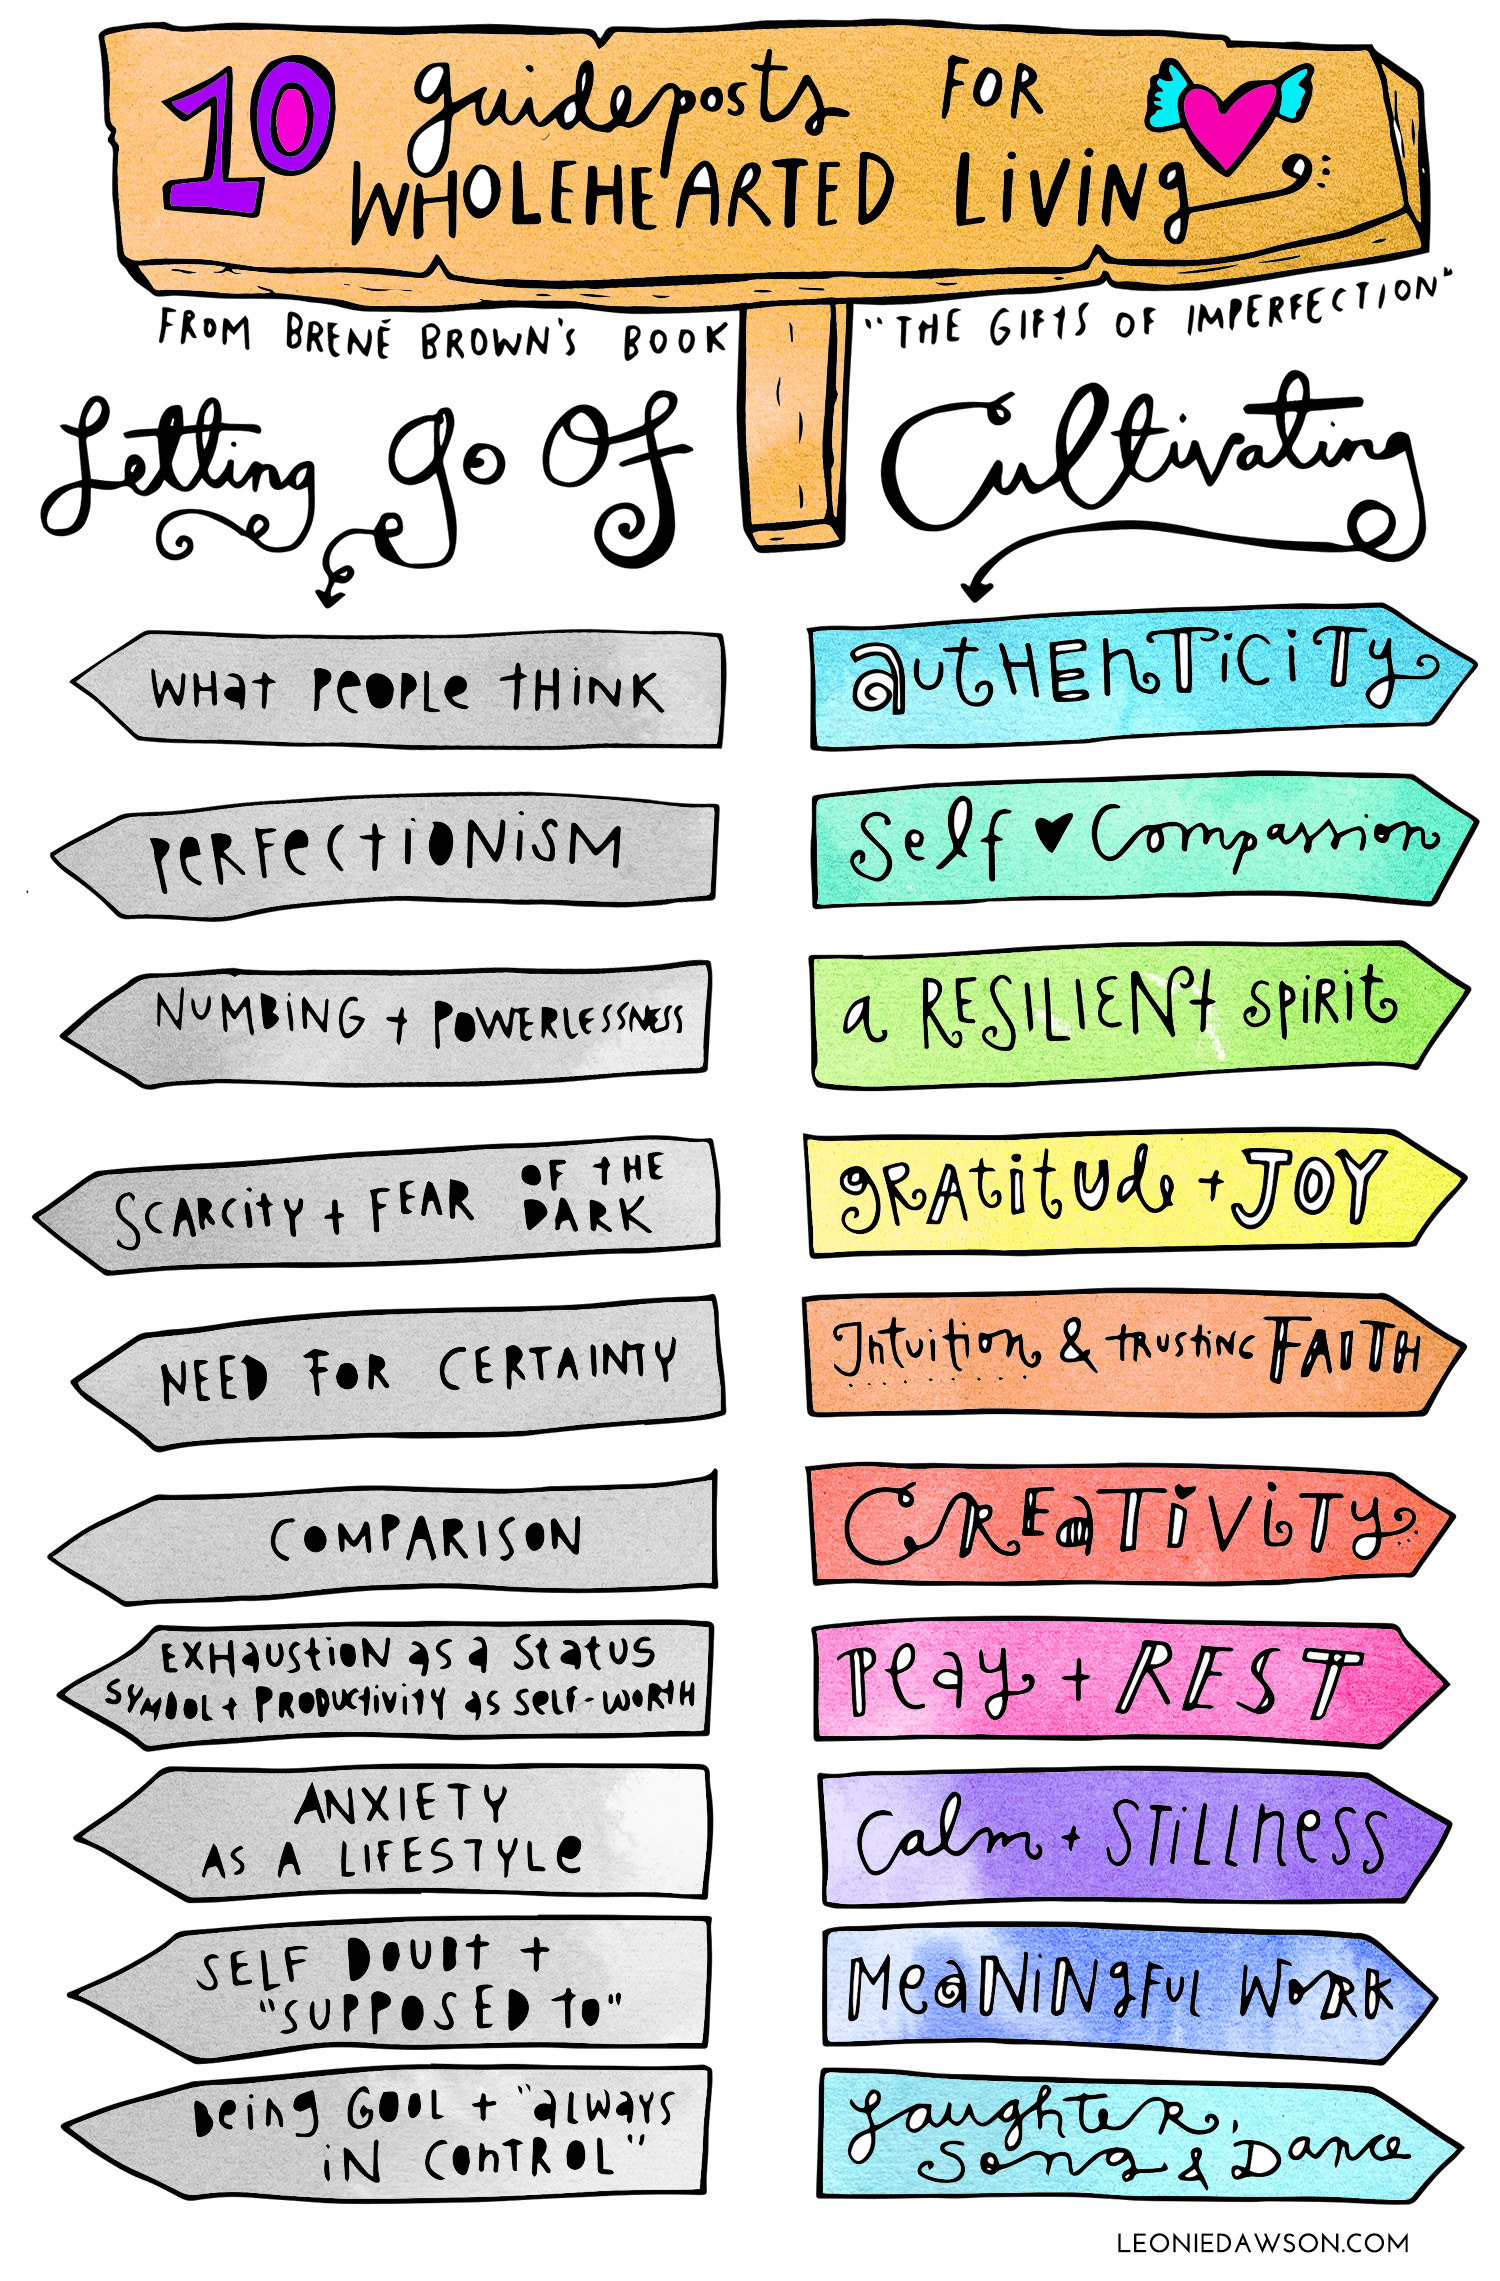 10 guideposts FOR
WHOLEHEARTED LIVING
FROM BRENÉ BROWN'S BOOK "THE GIFTS OF IMPERFECTION"
Letting go of
Cultivating
WHAT PEOPLE THINK
AUTHENTICITY
PERFECTIONISM
Self ♥ Compassion
NUMBING + POWERLESSNESS
a RESILIENT SPIRIT
SCARCITY + FEAR OF THE
DARK
GRATITUDE + JOY
NEED FOR CERTAINTY
Intuition & TRUSTING FAITH
COMPARISON
CREATIVITY
EXHAUSTION as a STATUS
SYMBOL + PRODUCTIVITY as SELF-WORTH
Play + REST
ANXIETY
AS A LIFESTYLE
Calm + STILLNESS
SELF DOUBT +
"SUPPOSED TO"
MEANINGFUL WORK
Being COOL + "always
IN CONTROL"
Laughter,
Song & Dance
LEONIEDAWSON.COM